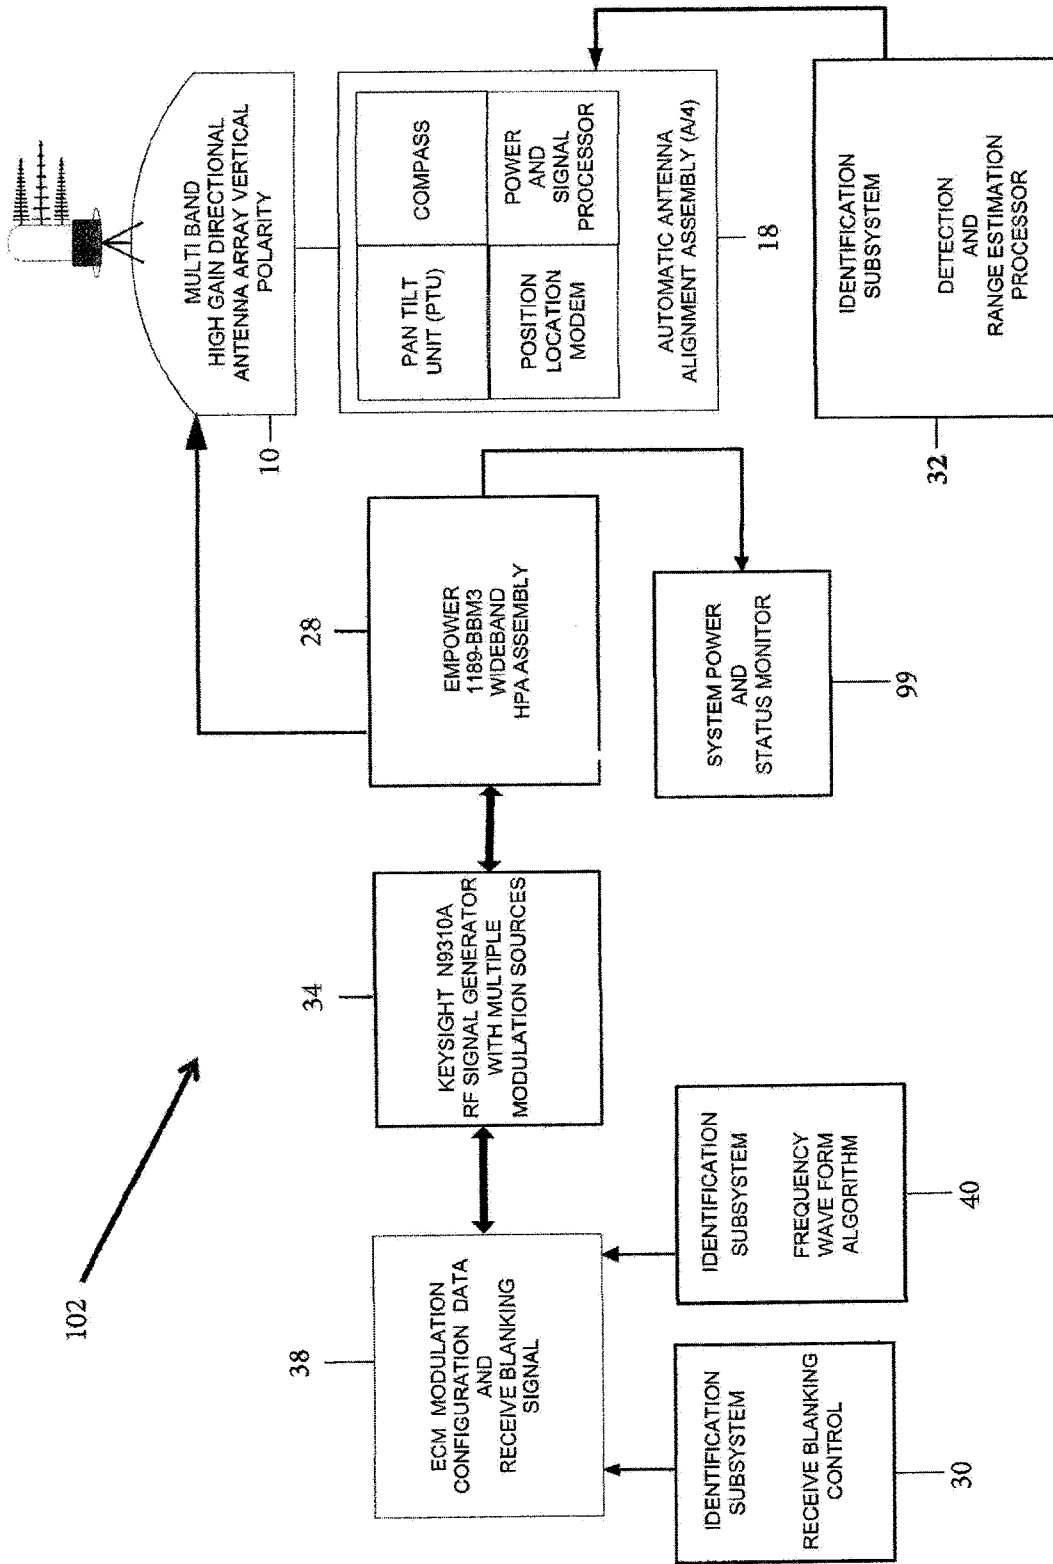 102
38
ECM MODULATION
CONFIGURATION DATA
AND
RECEIVE BLANKING
SIGNAL
IDENTIFICATION
SUBSYSTEM
RECEIVE BLANKING
CONTROL
30
IDENTIFICATION
SUBSYSTEM
FREQUENCY
WAVE FORM
ALGORITHM
40
34
KEYSIGHT N9310A
RF SIGNAL GENERATOR
WITH MULTIPLE
MODULATION SOURCES
28
EMPOWER
1189-BBM3
WIDEBAND
HPA ASSEMBLY
SYSTEM POWER
AND
STATUS MONITOR
99
MULTI BAND
HIGH GAIN DIRECTIONAL
ANTENNA ARRAY VERTICAL
POLARITY
10
PAN TILT
UNIT (PTU)
COMPASS
POSITION
LOCATION
MODEM
POWER
AND
SIGNAL
PROCESSOR
AUTOMATIC ANTENNA
ALIGNMENT ASSEMBLY (A/4)
18
IDENTIFICATION
SUBSYSTEM
DETECTION
AND
RANGE ESTIMATION
PROCESSOR
32